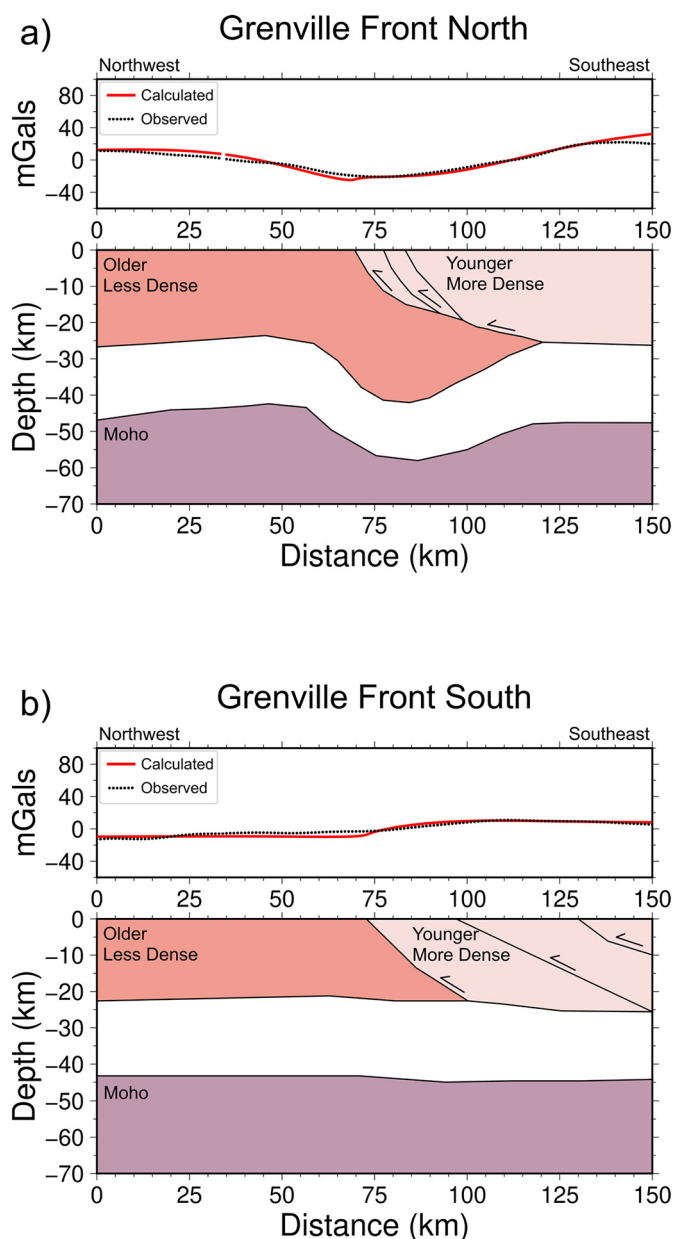 a)
Grenville Front North
Northwest
Southeast
mGals
80
40
0
−40
Calculated
Observed
0
25
50
75
100
125
150
Depth (km)
0
−10
−20
−30
−40
−50
−60
−70
Older
Less Dense
Younger
More Dense
Moho
0
25
50
75
100
125
150
Distance (km)
b)
Grenville Front South
Northwest
Southeast
mGals
80
40
0
−40
Calculated
Observed
0
25
50
75
100
125
150
Depth (km)
0
−10
−20
−30
−40
−50
−60
−70
Older
Less Dense
Younger
More Dense
Moho
0
25
50
75
100
125
150
Distance (km)